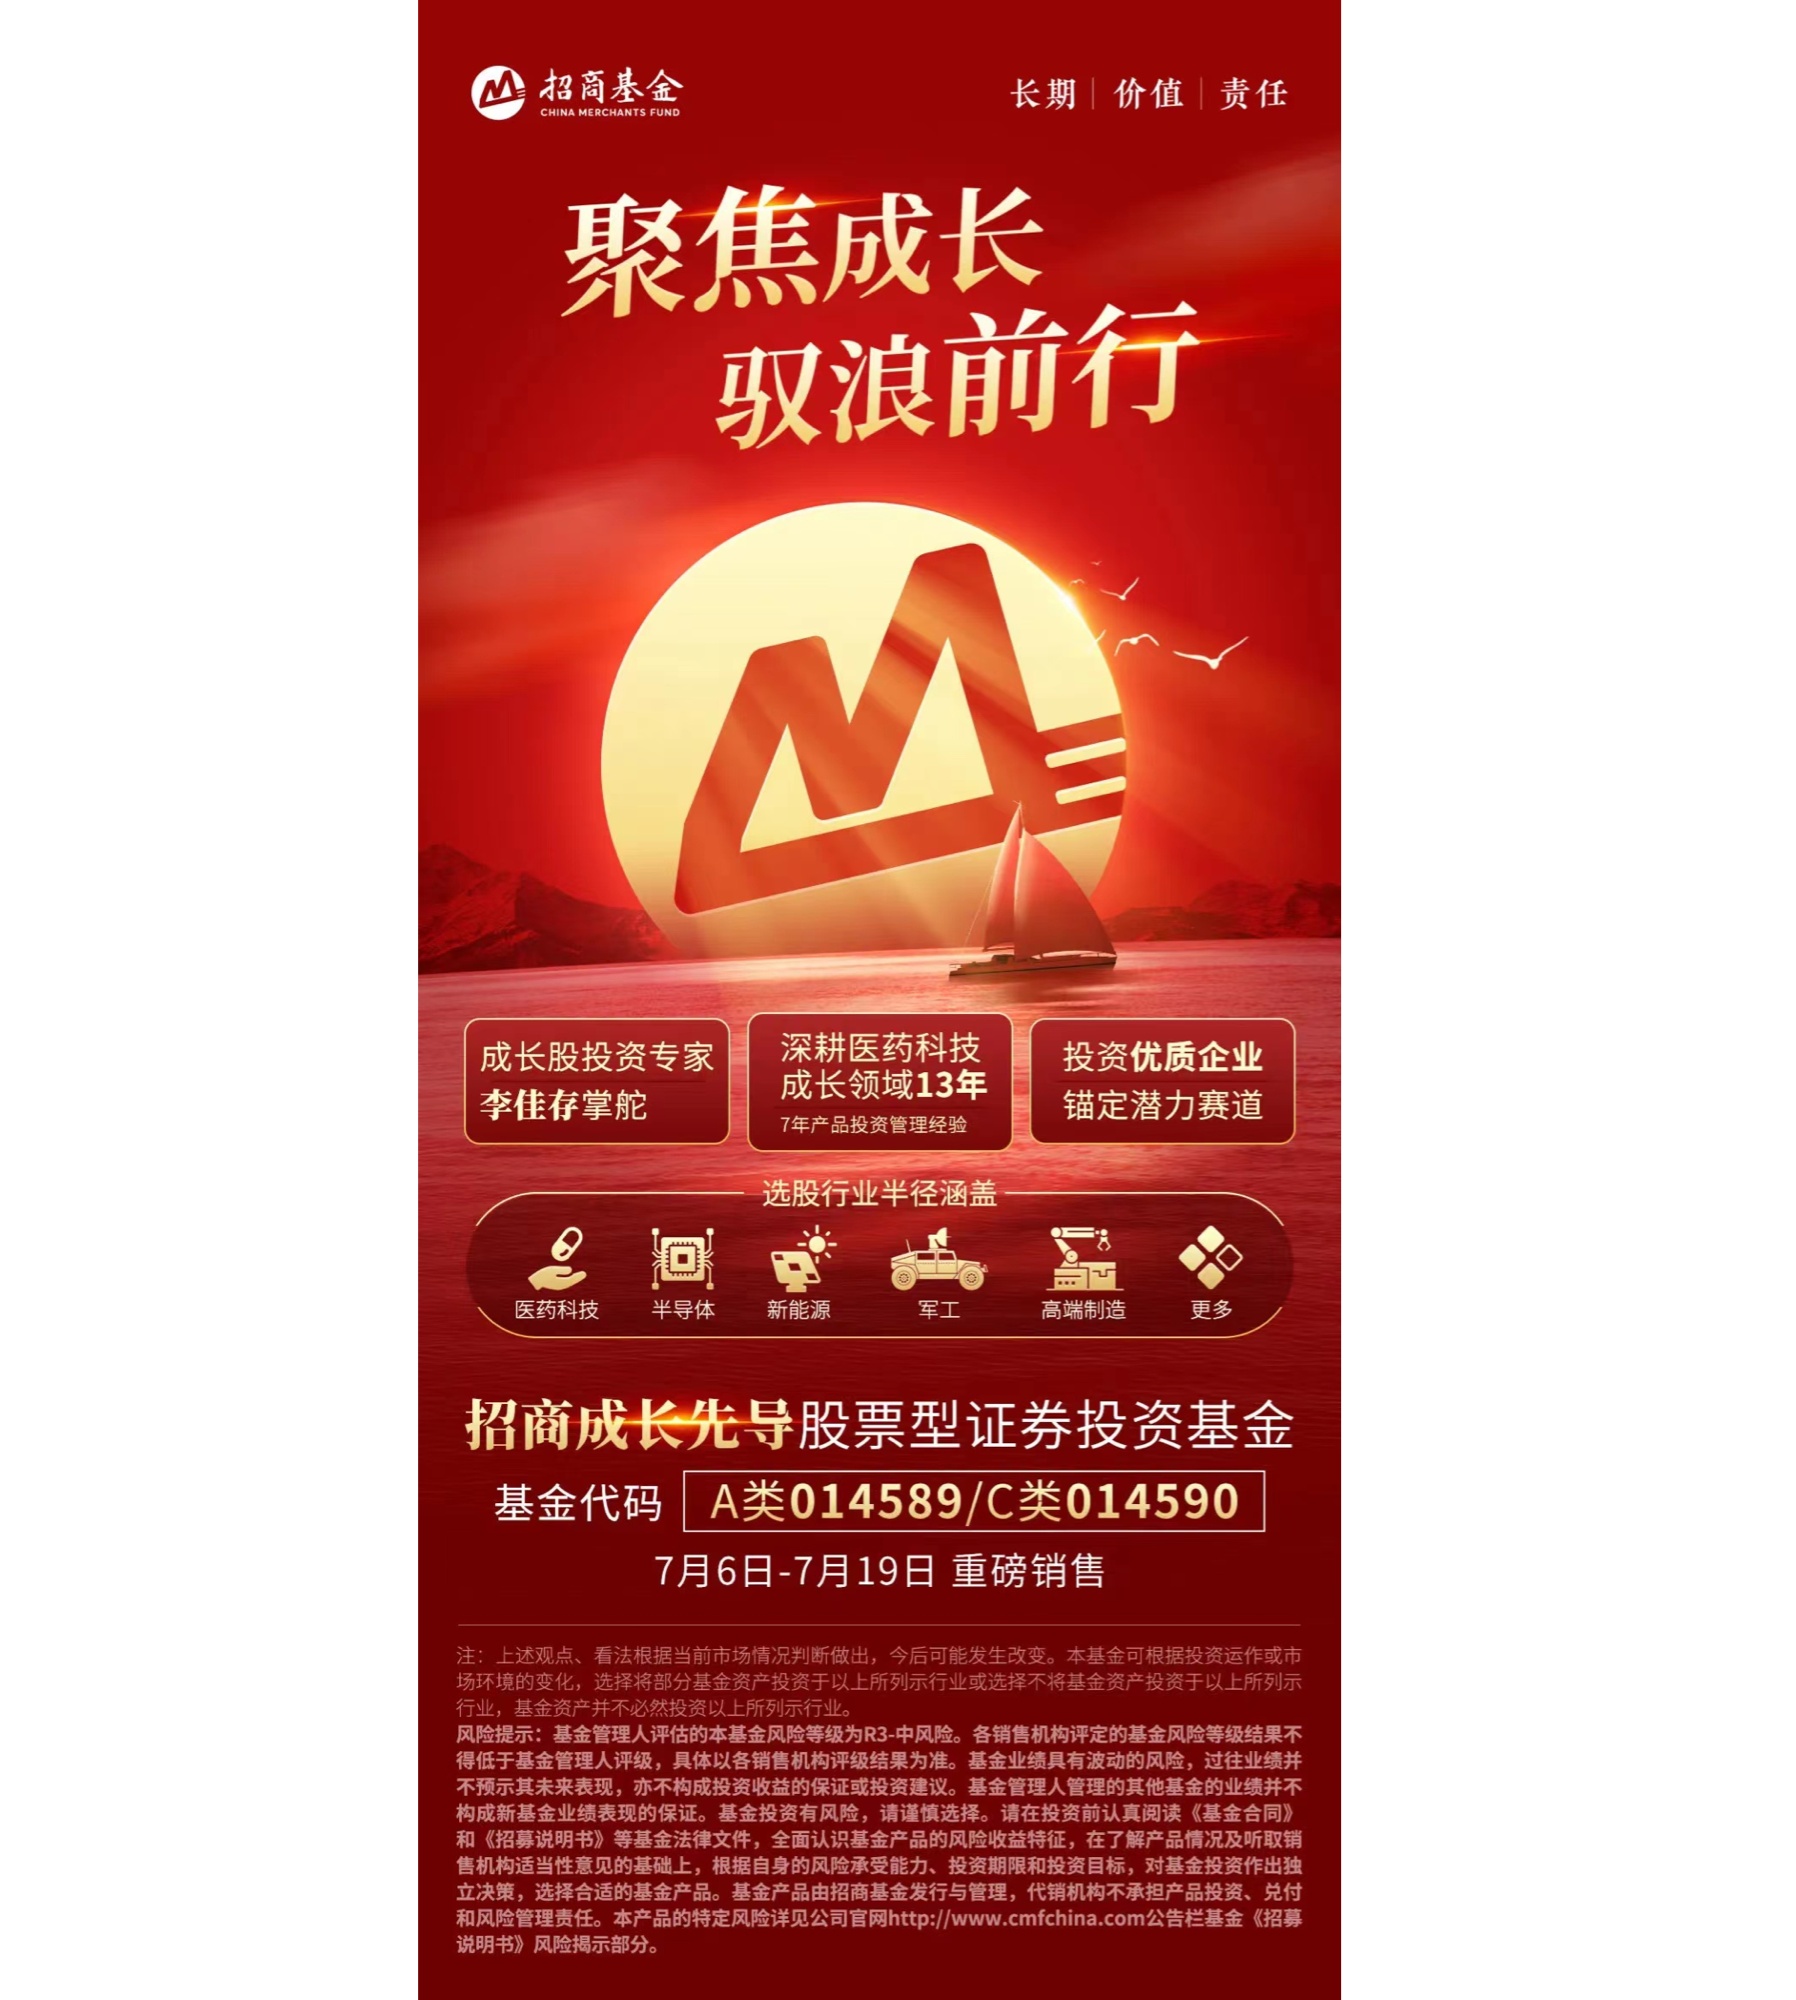 招商基金
CHINA MERCHANTS FUND
长期 | 价值 | 责任
聚焦成长
驭浪前行
成长股投资专家
李佳存掌舵
深耕医药科技
成长领域13年
7年产品投资管理经验
投资优质企业
锚定潜力赛道
选股行业半径涵盖
医药科技
半导体
新能源
军工
高端制造
更多
招商成长先导股票型证券投资基金
基金代码 A类014589/C类014590
7月6日-7月19日 重磅销售
注：上述观点、看法根据当前市场情况判断做出，今后可能发生改变。本基金可根据投资运作或市
场环境的变化，选择将部分基金资产投资于以上所列示行业或选择不将基金资产投资于以上所列示
行业，基金资产并不必然投资以上所列示行业。
风险提示：基金管理人评估的本基金风险等级为R3-中风险。各销售机构评定的基金风险等级结果不
得低于基金管理人评级，具体以各销售机构评级结果为准。基金业绩具有波动的风险，过往业绩并
不预示其未来表现，亦不构成投资收益的保证或投资建议。基金管理人管理的其他基金的业绩并不
构成新基金业绩表现的保证。基金投资有风险，请谨慎选择。请在投资前认真阅读《基金合同》
和《招募说明书》等基金法律文件，全面认识基金产品的风险收益特征，在了解产品情况及听取销
售机构适当性意见的基础上，根据自身的风险承受能力、投资期限和投资目标，对基金投资作出独
立决策，选择合适的基金产品。基金产品由招商基金发行与管理，代销机构不承担产品投资、兑付
和风险管理责任。本产品的特定风险详见公司官网http://www.cmfchina.com公告栏基金《招募
说明书》风险揭示部分。